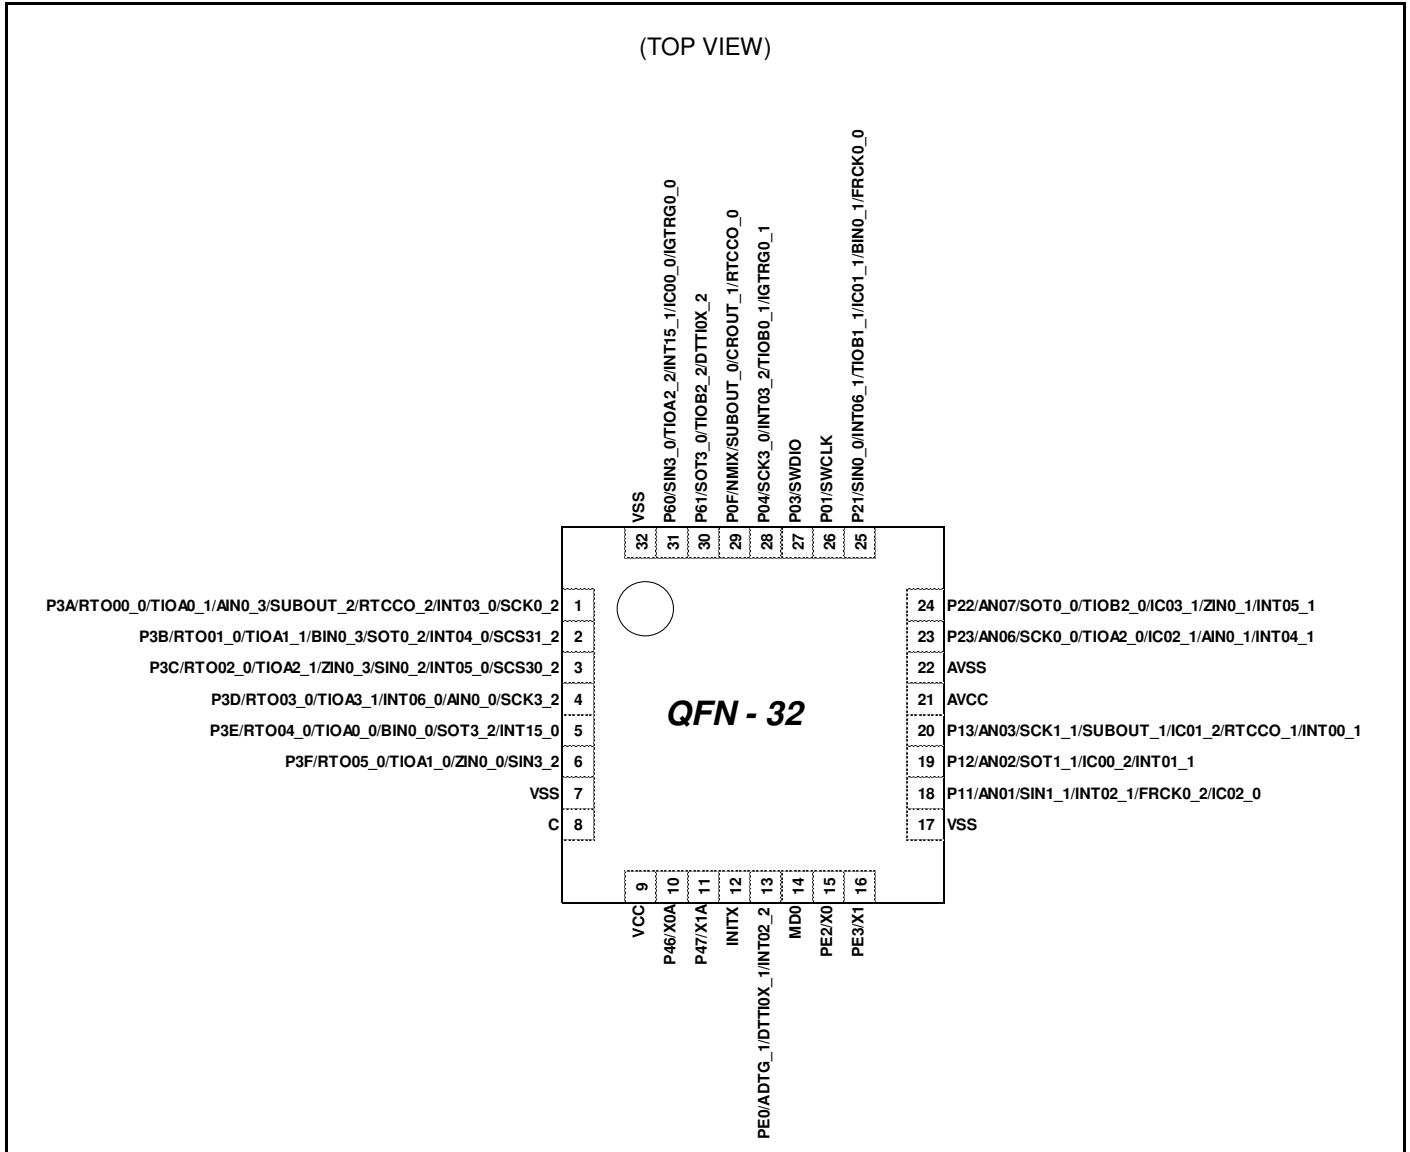 (TOP VIEW)
VSS
P60/SIN3_0/TIOA2_2/INT15_1/IC00_0/IGTRG0_0
P61/SOT3_0/TIOB2_2/DTTI0X_2
P0F/NMIX/SUBOUT_0/CROUT_1/RTCCO_0
P04/SCK3_0/INT03_2/TIOB0_1/IGTRG0_1
P03/SWDIO
P01/SWCLK
P21/SIN0_0/INT06_1/TIOB1_1/IC01_1/BIN0_1/FRCK0_0
32 31 30 29 28 27 26 25
P3A/RTO00_0/TIOA0_1/AIN0_3/SUBOUT_2/RTCCO_2/INT03_0/SCK0_2 1
P3B/RTO01_0/TIOA1_1/BIN0_3/SOT0_2/INT04_0/SCS31_2 2
P3C/RTO02_0/TIOA2_1/ZIN0_3/SIN0_2/INT05_0/SCS30_2 3
P3D/RTO03_0/TIOA3_1/INT06_0/AIN0_0/SCK3_2 4
P3E/RTO04_0/TIOA0_0/BIN0_0/SOT3_2/INT15_0 5
P3F/RTO05_0/TIOA1_0/ZIN0_0/SIN3_2 6
VSS 7
C 8
QFN - 32
24 P22/AN07/SOT0_0/TIOB2_0/IC03_1/ZIN0_1/INT05_1
23 P23/AN06/SCK0_0/TIOA2_0/IC02_1/AIN0_1/INT04_1
22 AVSS
21 AVCC
20 P13/AN03/SCK1_1/SUBOUT_1/IC01_2/RTCCO_1/INT00_1
19 P12/AN02/SOT1_1/IC00_2/INT01_1
18 P11/AN01/SIN1_1/INT02_1/FRCK0_2/IC02_0
17 VSS
9 10 11 12 13 14 15 16
VCC
P46/X0A
P47/X1A
INITX
PE0/ADTG_1/DTTI0X_1/INT02_2
MD0
PE2/X0
PE3/X1